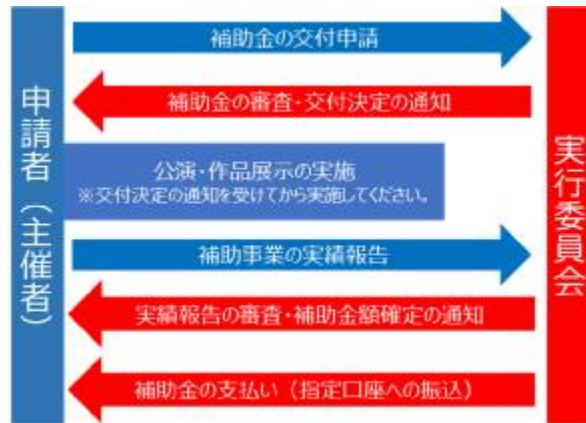 補助金の交付申請
補助金の審査・交付決定の通知
申請者（主催者）
公演・作品展示の実施
※交付決定の通知を受けてから実施してください。
実行委員会
補助事業の実績報告
実績報告の審査・補助金額確定の通知
補助金の支払い（指定口座への振込）